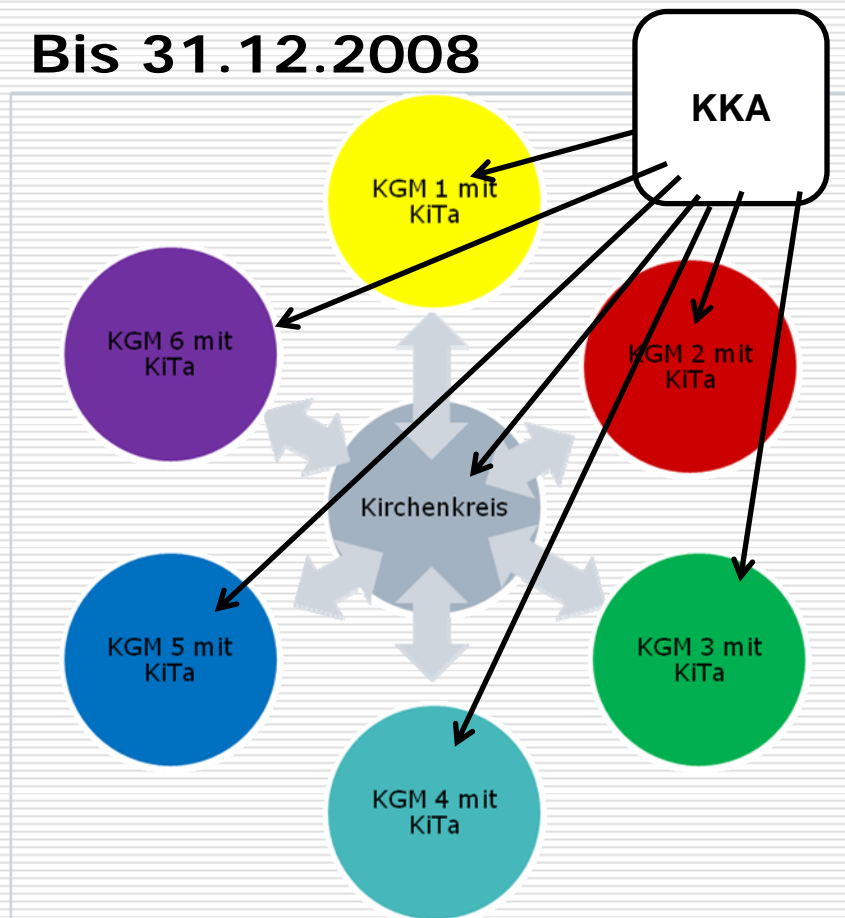 Bis 31.12.2008
KKA
KGM 1 mit
KiTa
KGM 6 mit
KiTa
KGM 2 mit
KiTa
Kirchenkreis
KGM 5 mit
KiTa
KGM 3 mit
KiTa
KGM 4 mit
KiTa